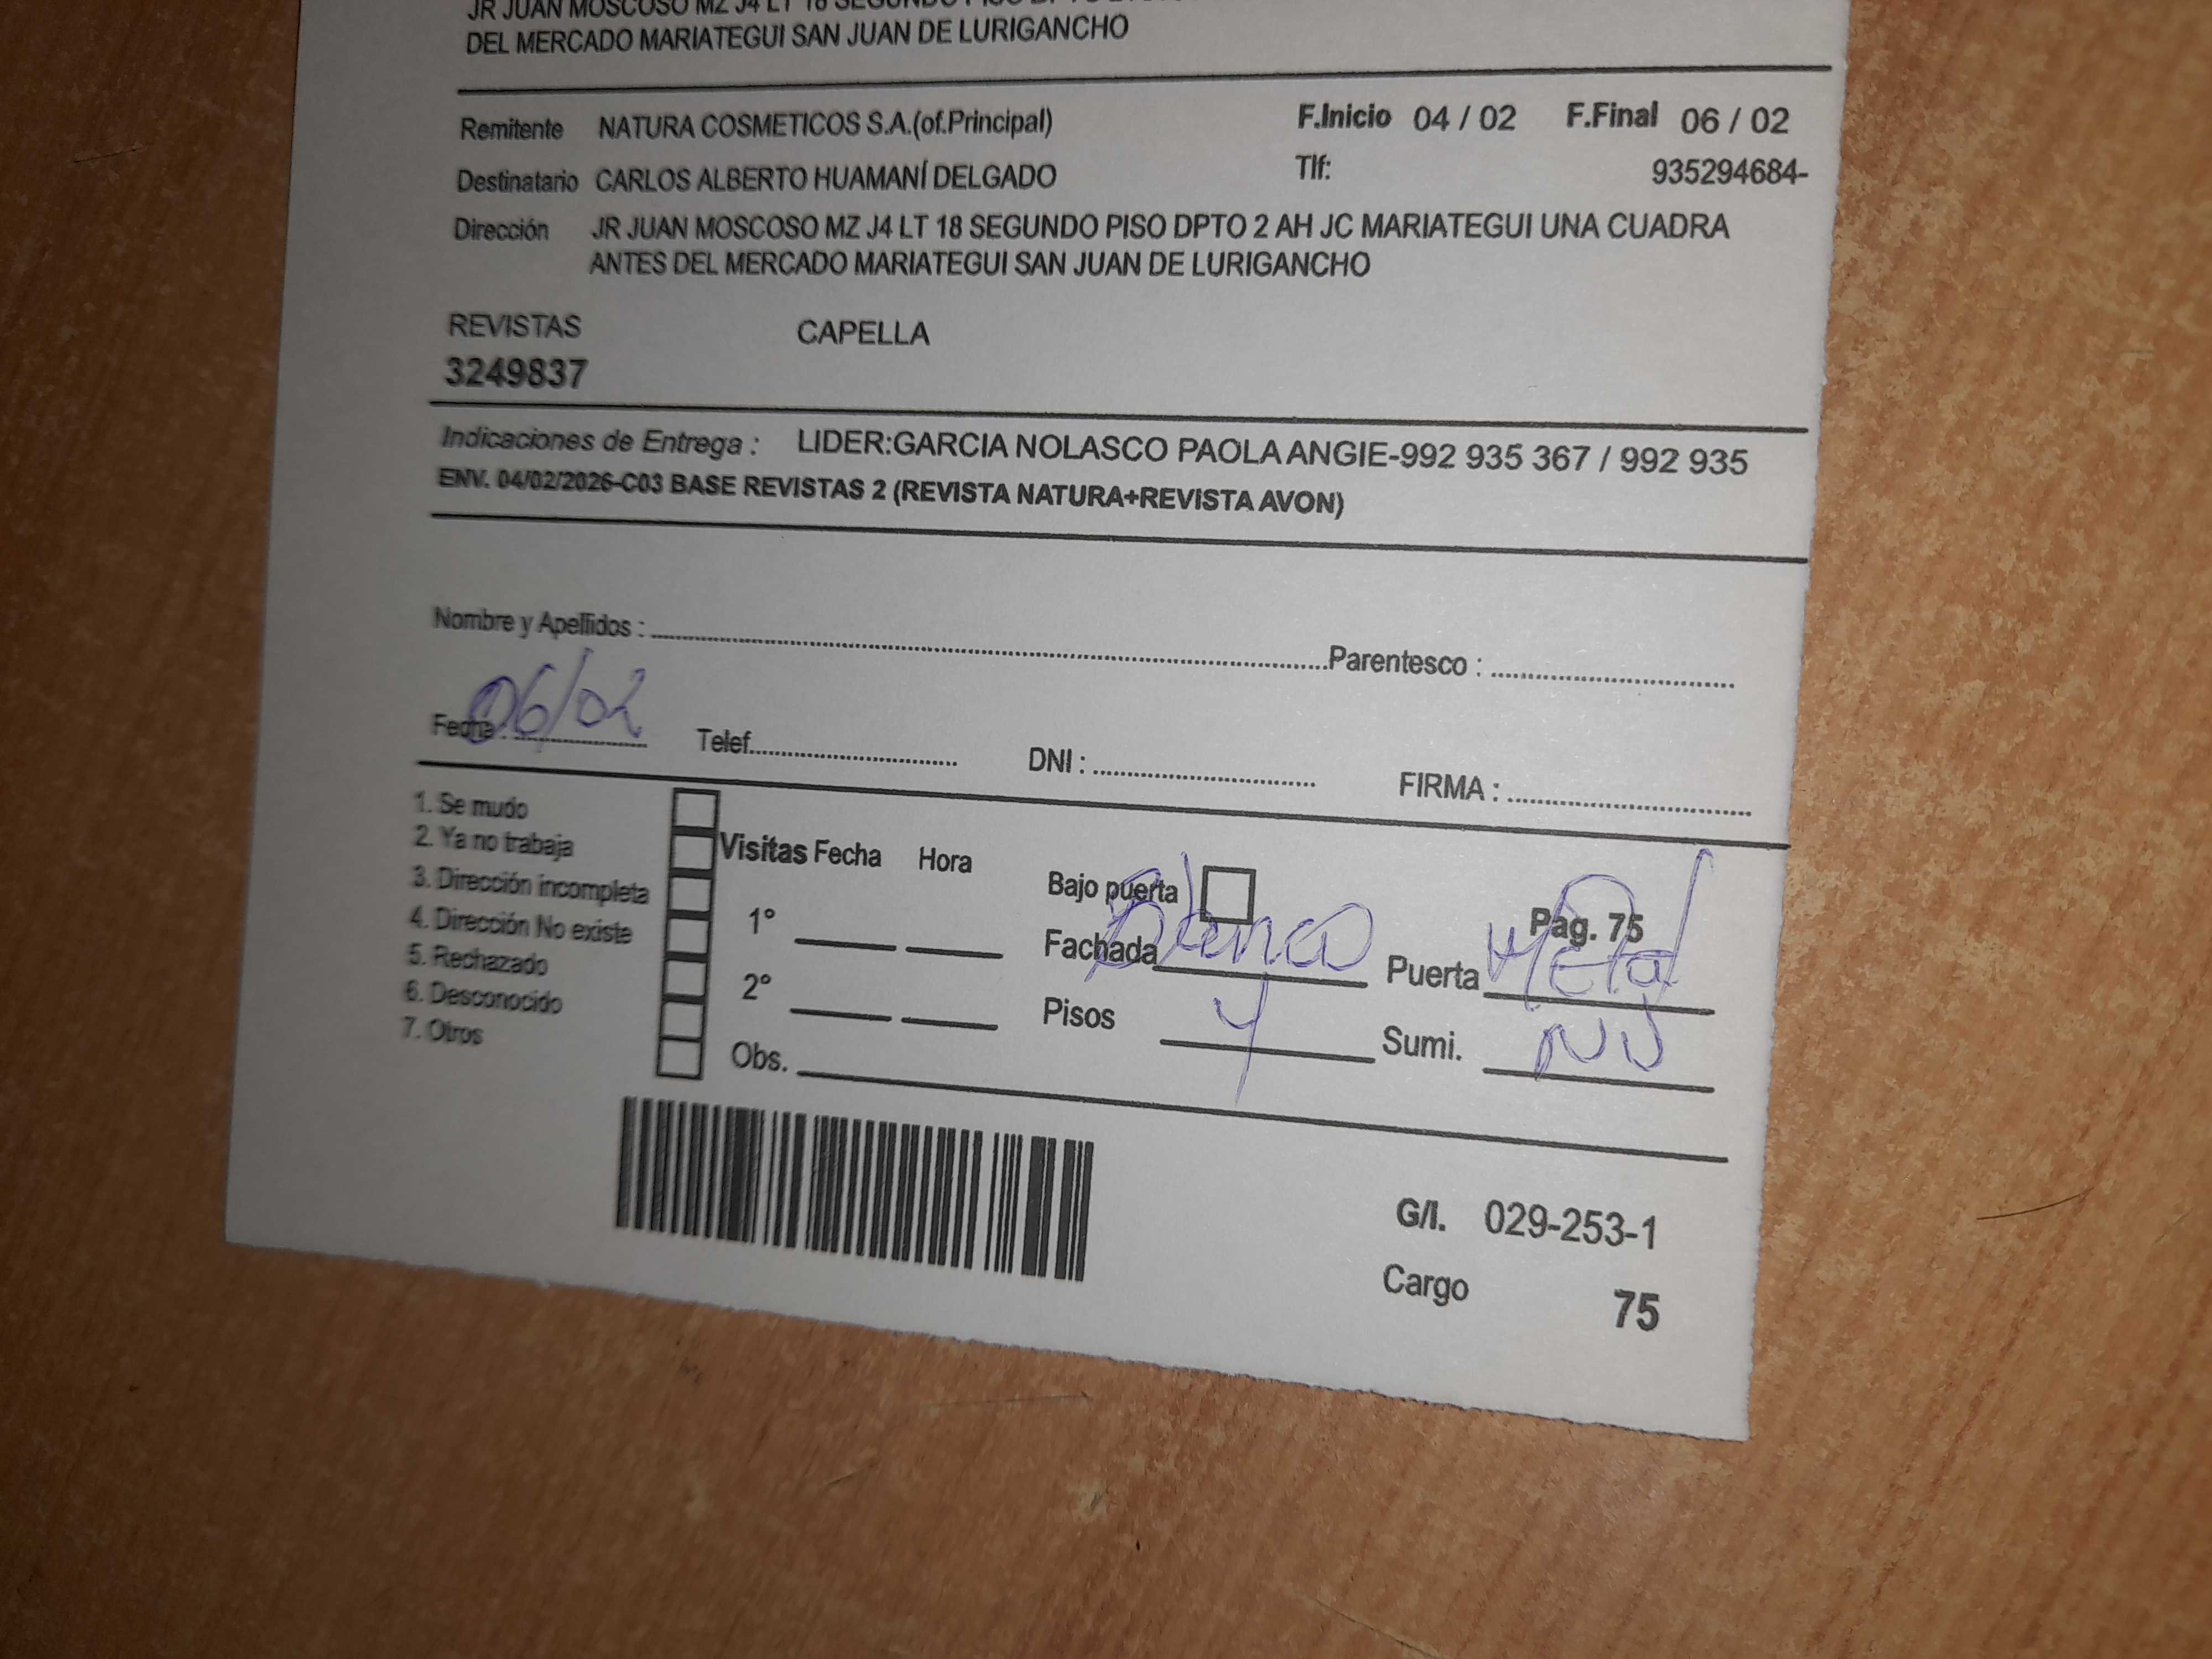 JR JUAN MOSCOSO MZ J4 LT 18 SEGUNDO PISO
DEL MERCADO MARIATEGUI SAN JUAN DE LURIGANCHO
Remitente NATURA COSMETICOS S.A.(of.Principal) F.Inicio 04 / 02 F.Final 06 / 02
Destinatario CARLOS ALBERTO HUAMANÍ DELGADO Tlf: 935294684-
Dirección JR JUAN MOSCOSO MZ J4 LT 18 SEGUNDO PISO DPTO 2 AH JC MARIATEGUI UNA CUADRA
ANTES DEL MERCADO MARIATEGUI SAN JUAN DE LURIGANCHO
REVISTAS CAPELLA
3249837
Indicaciones de Entrega : LIDER:GARCIA NOLASCO PAOLA ANGIE-992 935 367 / 992 935
ENV. 04/02/2026-C03 BASE REVISTAS 2 (REVISTA NATURA+REVISTA AVON)
Nombre y Apellidos : Parentesco :
Fecha : 06/02 Telef. DNI : FIRMA :
1. Se mudo
2. Ya no trabaja
3. Dirección incompleta
4. Dirección No existe
5. Rechazado
6. Desconocido
7. Otros
Visitas Fecha Hora
1°
2°
Obs.
Bajo puerta Pag. 75
Fachada Blanco Puerta Metal
Pisos 4 Sumi. NV
G/I. 029-253-1
Cargo 75